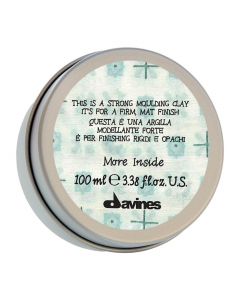 THIS IS A STRONG MOULDING CLAY
IT'S FOR A FIRM MAT FINISH
QUESTA È UNA ARGILLA
MODELLANTE FORTE
E PER FINISHING RIGIDI E OPACHI
More Inside
100 ml ℮ 3.38 fl.oz. U.S.
davines